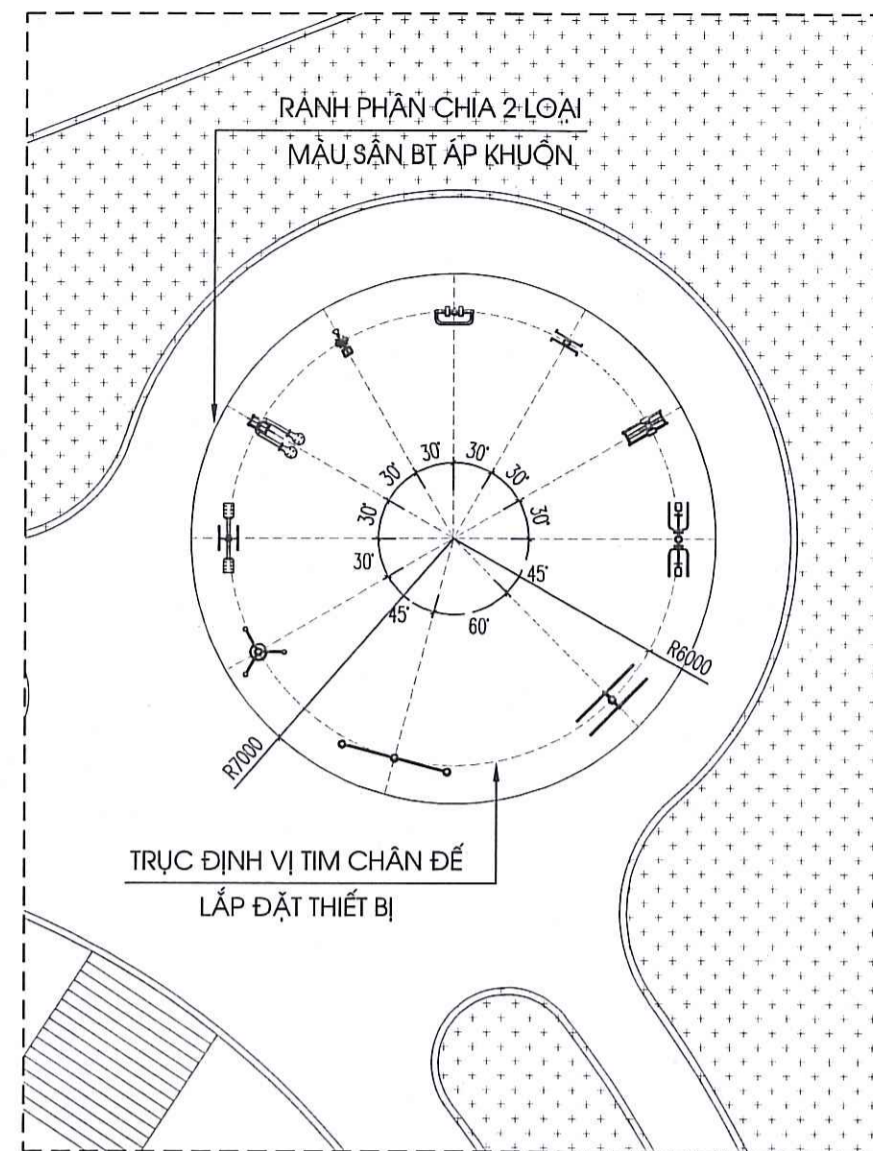 RANH PHÂN CHIA 2 LOẠI
MÀU SÂN BT ÁP KHUÔN
30° 30°
30° 30°
30° 30°
30° 45°
45° 60°
R6000
R7000
TRỤC ĐỊNH VỊ TIM CHÂN ĐẾ
LẮP ĐẶT THIẾT BỊ